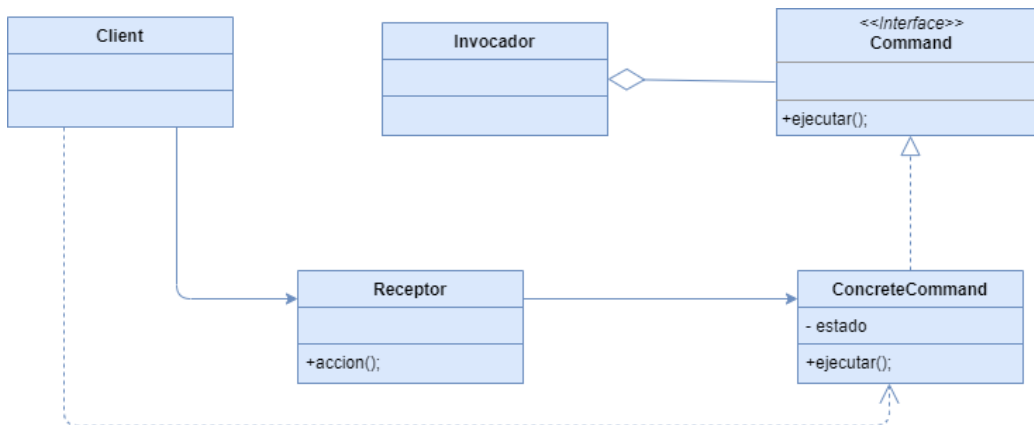 Client
Invocador
<<Interface>>
Command
+ejecutar();
Receptor
+accion();
ConcreteCommand
- estado
+ejecutar();